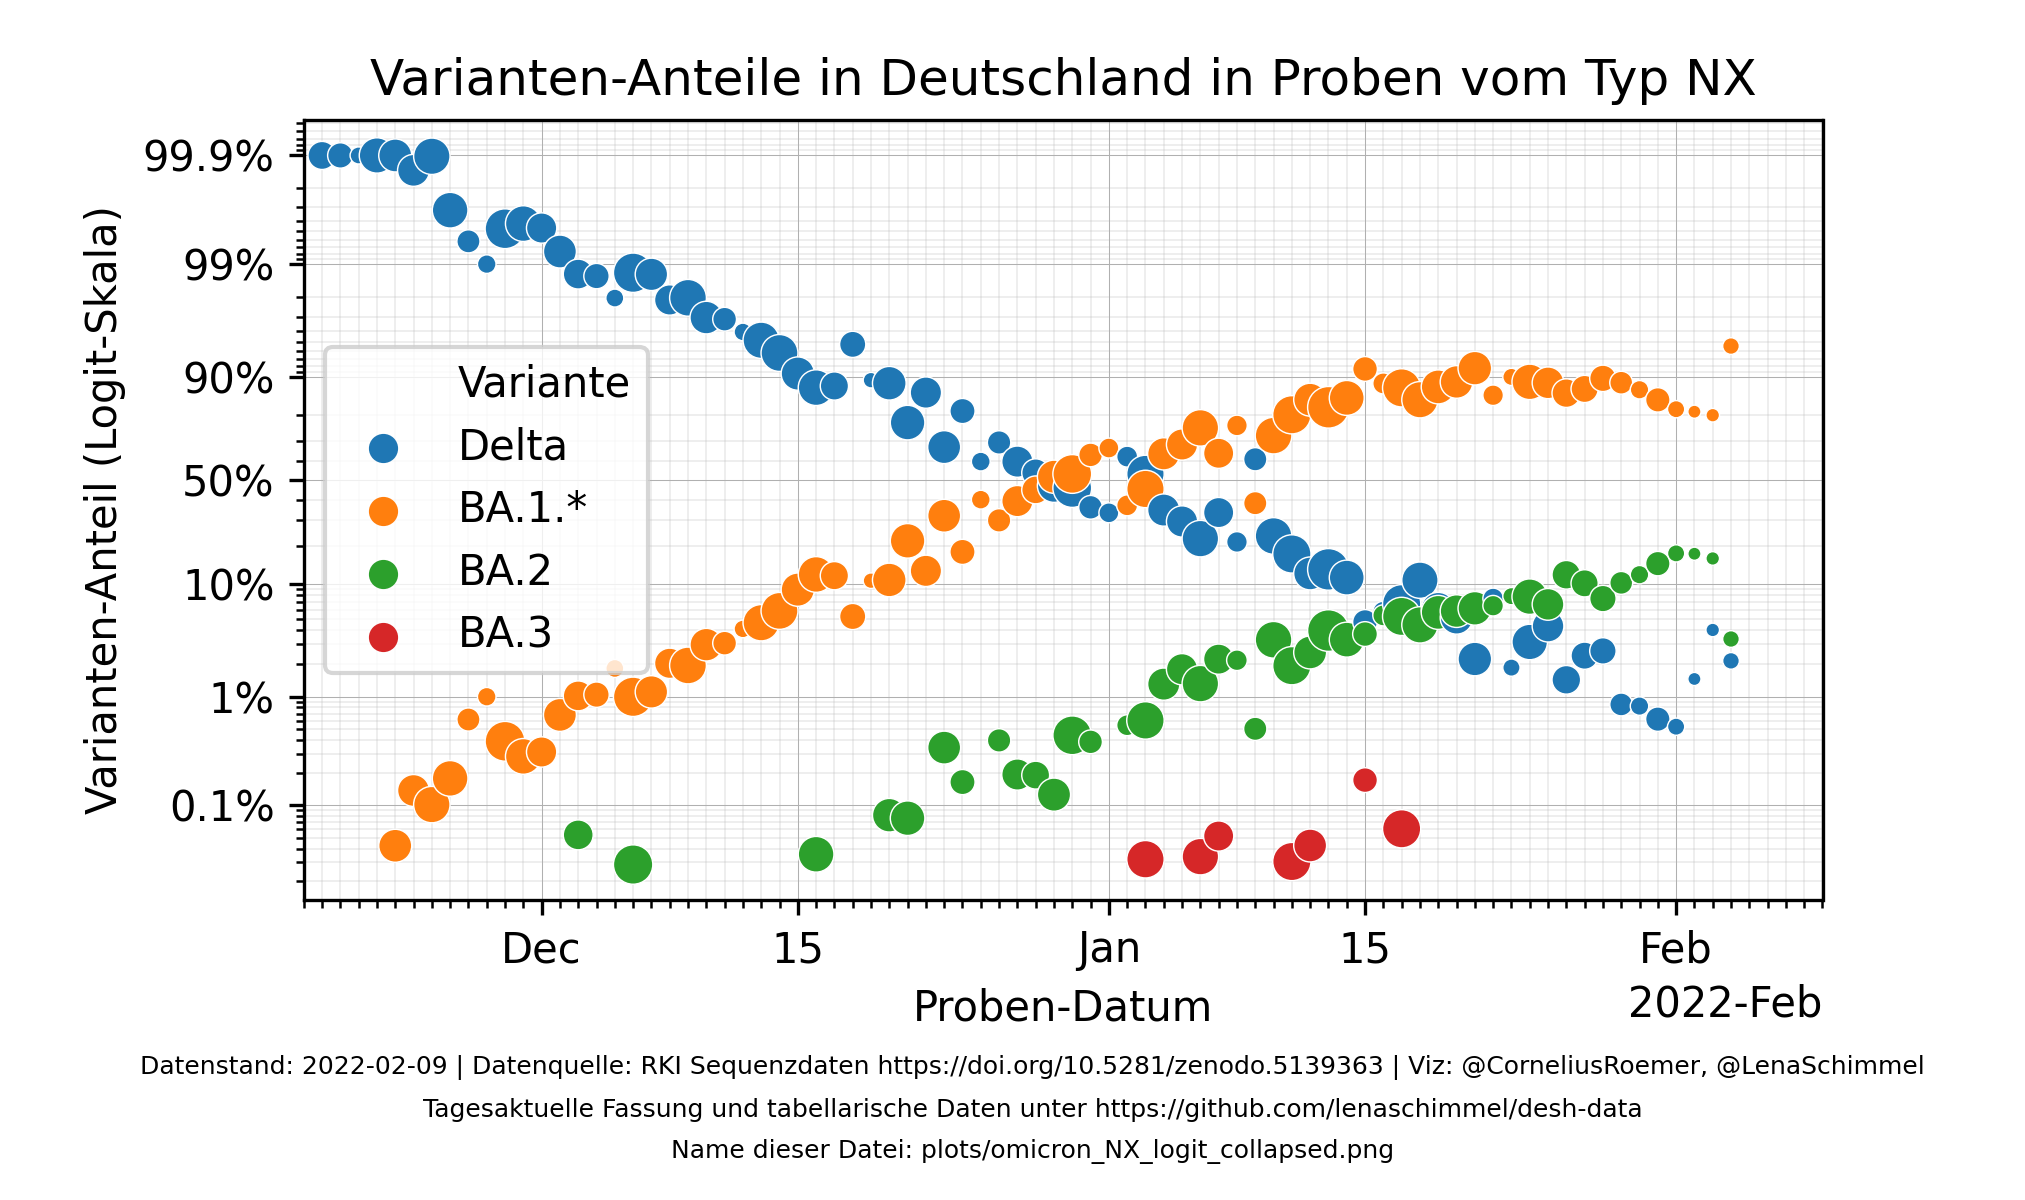 Varianten-Anteile in Deutschland in Proben vom Typ NX
Varianten-Anteil (Logit-Skala)
99.9%
99%
90%
50%
10%
1%
0.1%
Variante
Delta
BA.1.*
BA.2
BA.3
Dec
15
Jan
15
Feb
Proben-Datum
2022-Feb
Datenstand: 2022-02-09 | Datenquelle: RKI Sequenzdaten https://doi.org/10.5281/zenodo.5139363 | Viz: @CorneliusRoemer, @LenaSchimmel
Tagesaktuelle Fassung und tabellarische Daten unter https://github.com/lenaschimmel/desh-data
Name dieser Datei: plots/omicron_NX_logit_collapsed.png